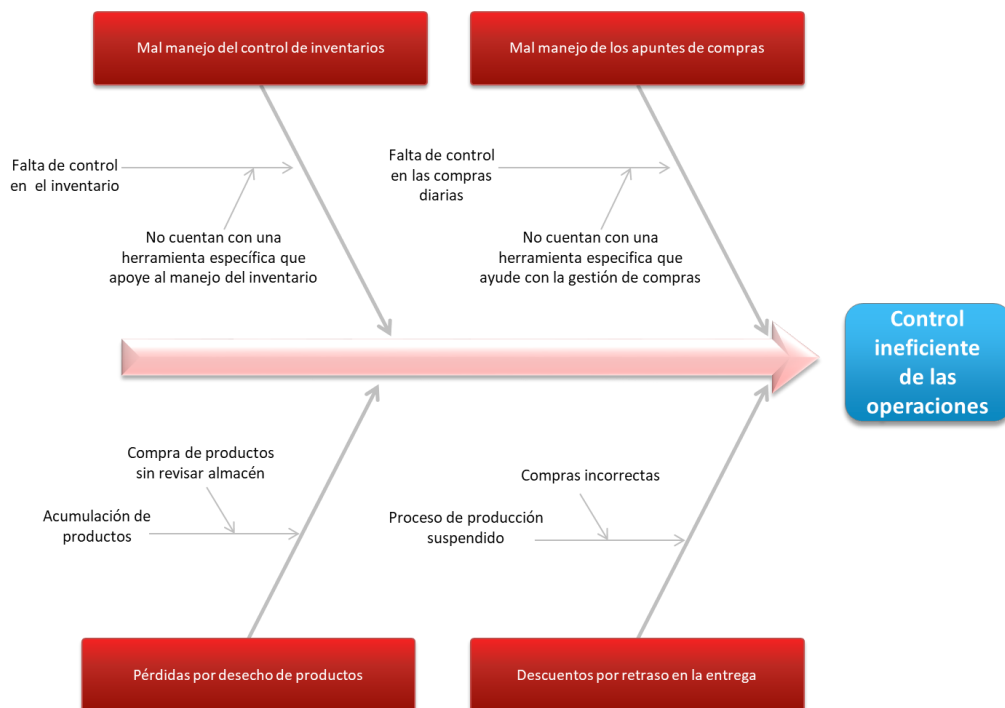 Mal manejo del control de inventarios
Mal manejo de los apuntes de compras
Falta de control
en el inventario
No cuentan con una
herramienta específica que
apoye al manejo del inventario
Falta de control
en las compras
diarias
No cuentan con una
herramienta especifica que
ayude con la gestión de compras
Control
ineficiente
de las
operaciones
Compra de productos
sin revisar almacén
Acumulación de
productos
Compras incorrectas
Proceso de producción
suspendido
Pérdidas por desecho de productos
Descuentos por retraso en la entrega